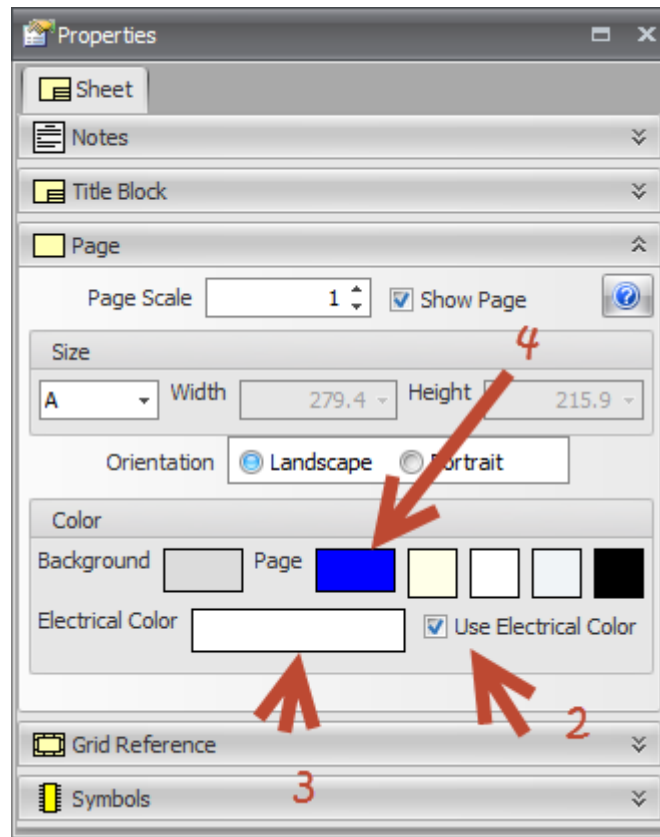 Properties
Sheet
Notes
Title Block
Page
Page Scale 1 Show Page
4
Size
A Width 279.4 Height 215.9
Orientation Landscape Portrait
Color
Background Page
Electrical Color Use Electrical Color
2
Grid Reference
3
Symbols